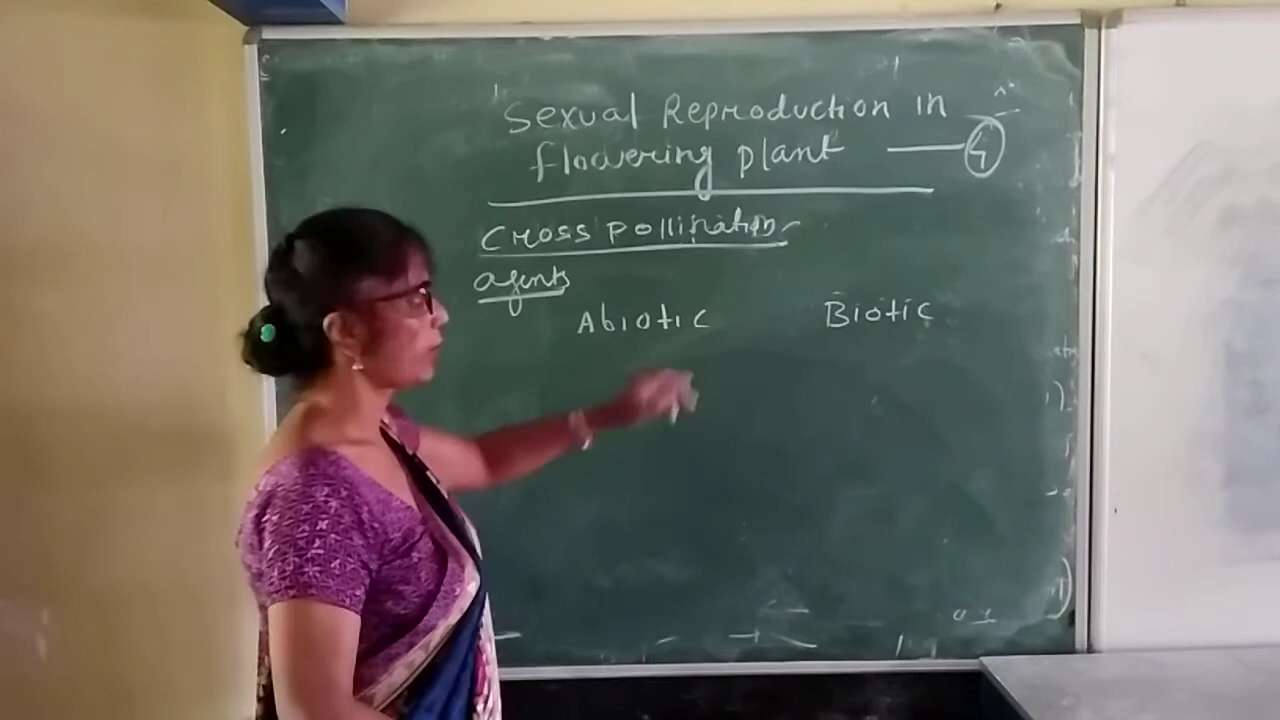 Sexual Reproduction in
flowering plant — 4
Cross pollination
agents
Abiotic Biotic